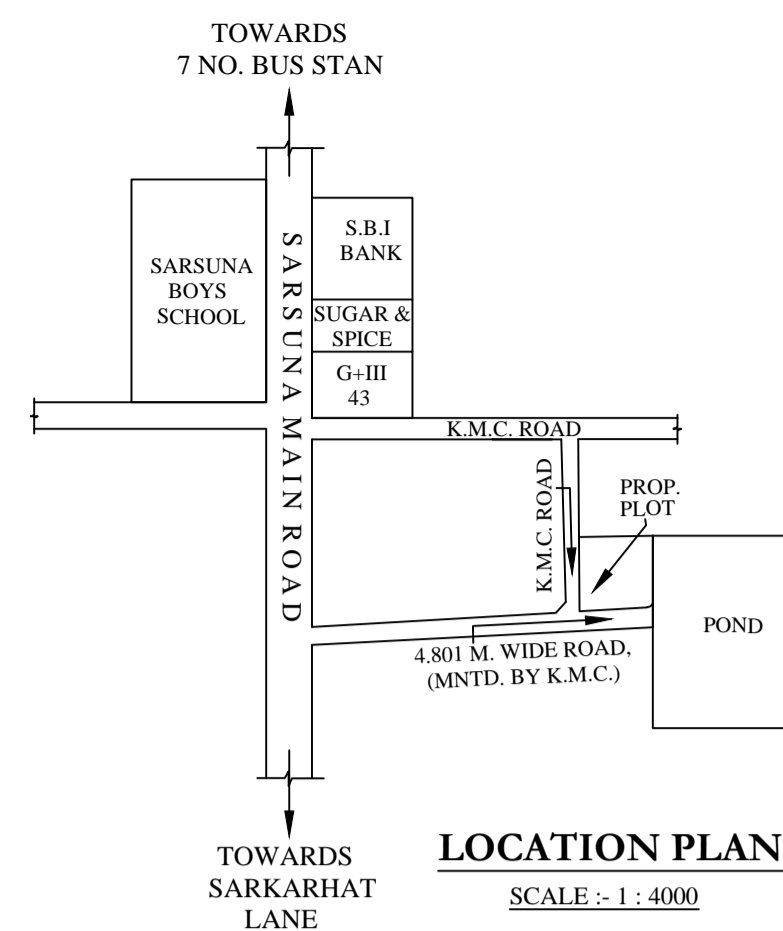 TOWARDS
7 NO. BUS STAN
SARSUNA
BOYS
SCHOOL
SARSUNA MAIN ROAD
S.B.I
BANK
SUGAR &
SPICE
G+III
43
K.M.C. ROAD
K.M.C. ROAD
PROP.
PLOT
POND
4.801 M. WIDE ROAD,
(MNTD. BY K.M.C.)
TOWARDS
SARKARHAT
LANE
LOCATION PLAN
SCALE :- 1 : 4000